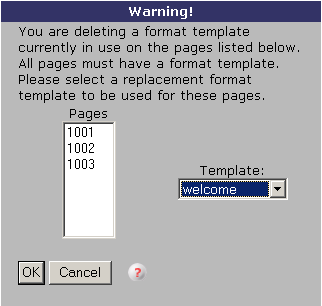 Warning!
You are deleting a format template
currently in use on the pages listed below.
All pages must have a format template.
Please select a replacement format
template to be used for these pages.
Pages
1001
1002
1003
Template:
welcome
OK Cancel ?